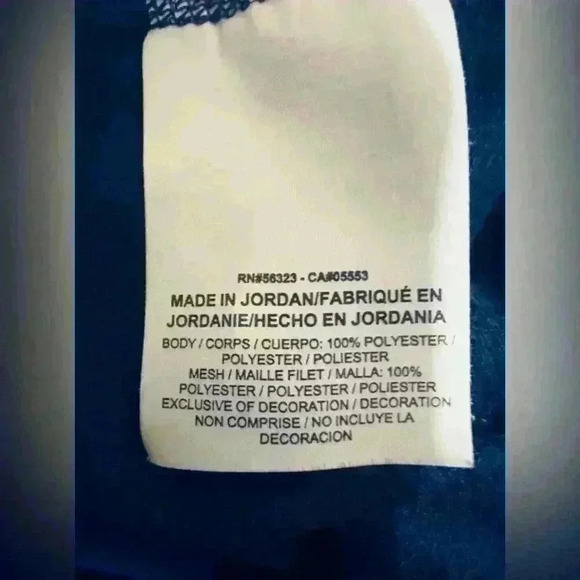 RN#56323 - CA#05553
MADE IN JORDAN/FABRIQUÉ EN
JORDANIE/HECHO EN JORDANIA
BODY / CORPS / CUERPO: 100% POLYESTER /
POLYESTER / POLIESTER
MESH / MAILLE FILET / MALLA: 100%
POLYESTER / POLYESTER / POLIESTER
EXCLUSIVE OF DECORATION / DECORATION
NON COMPRISE / NO INCLUYE LA
DECORACION